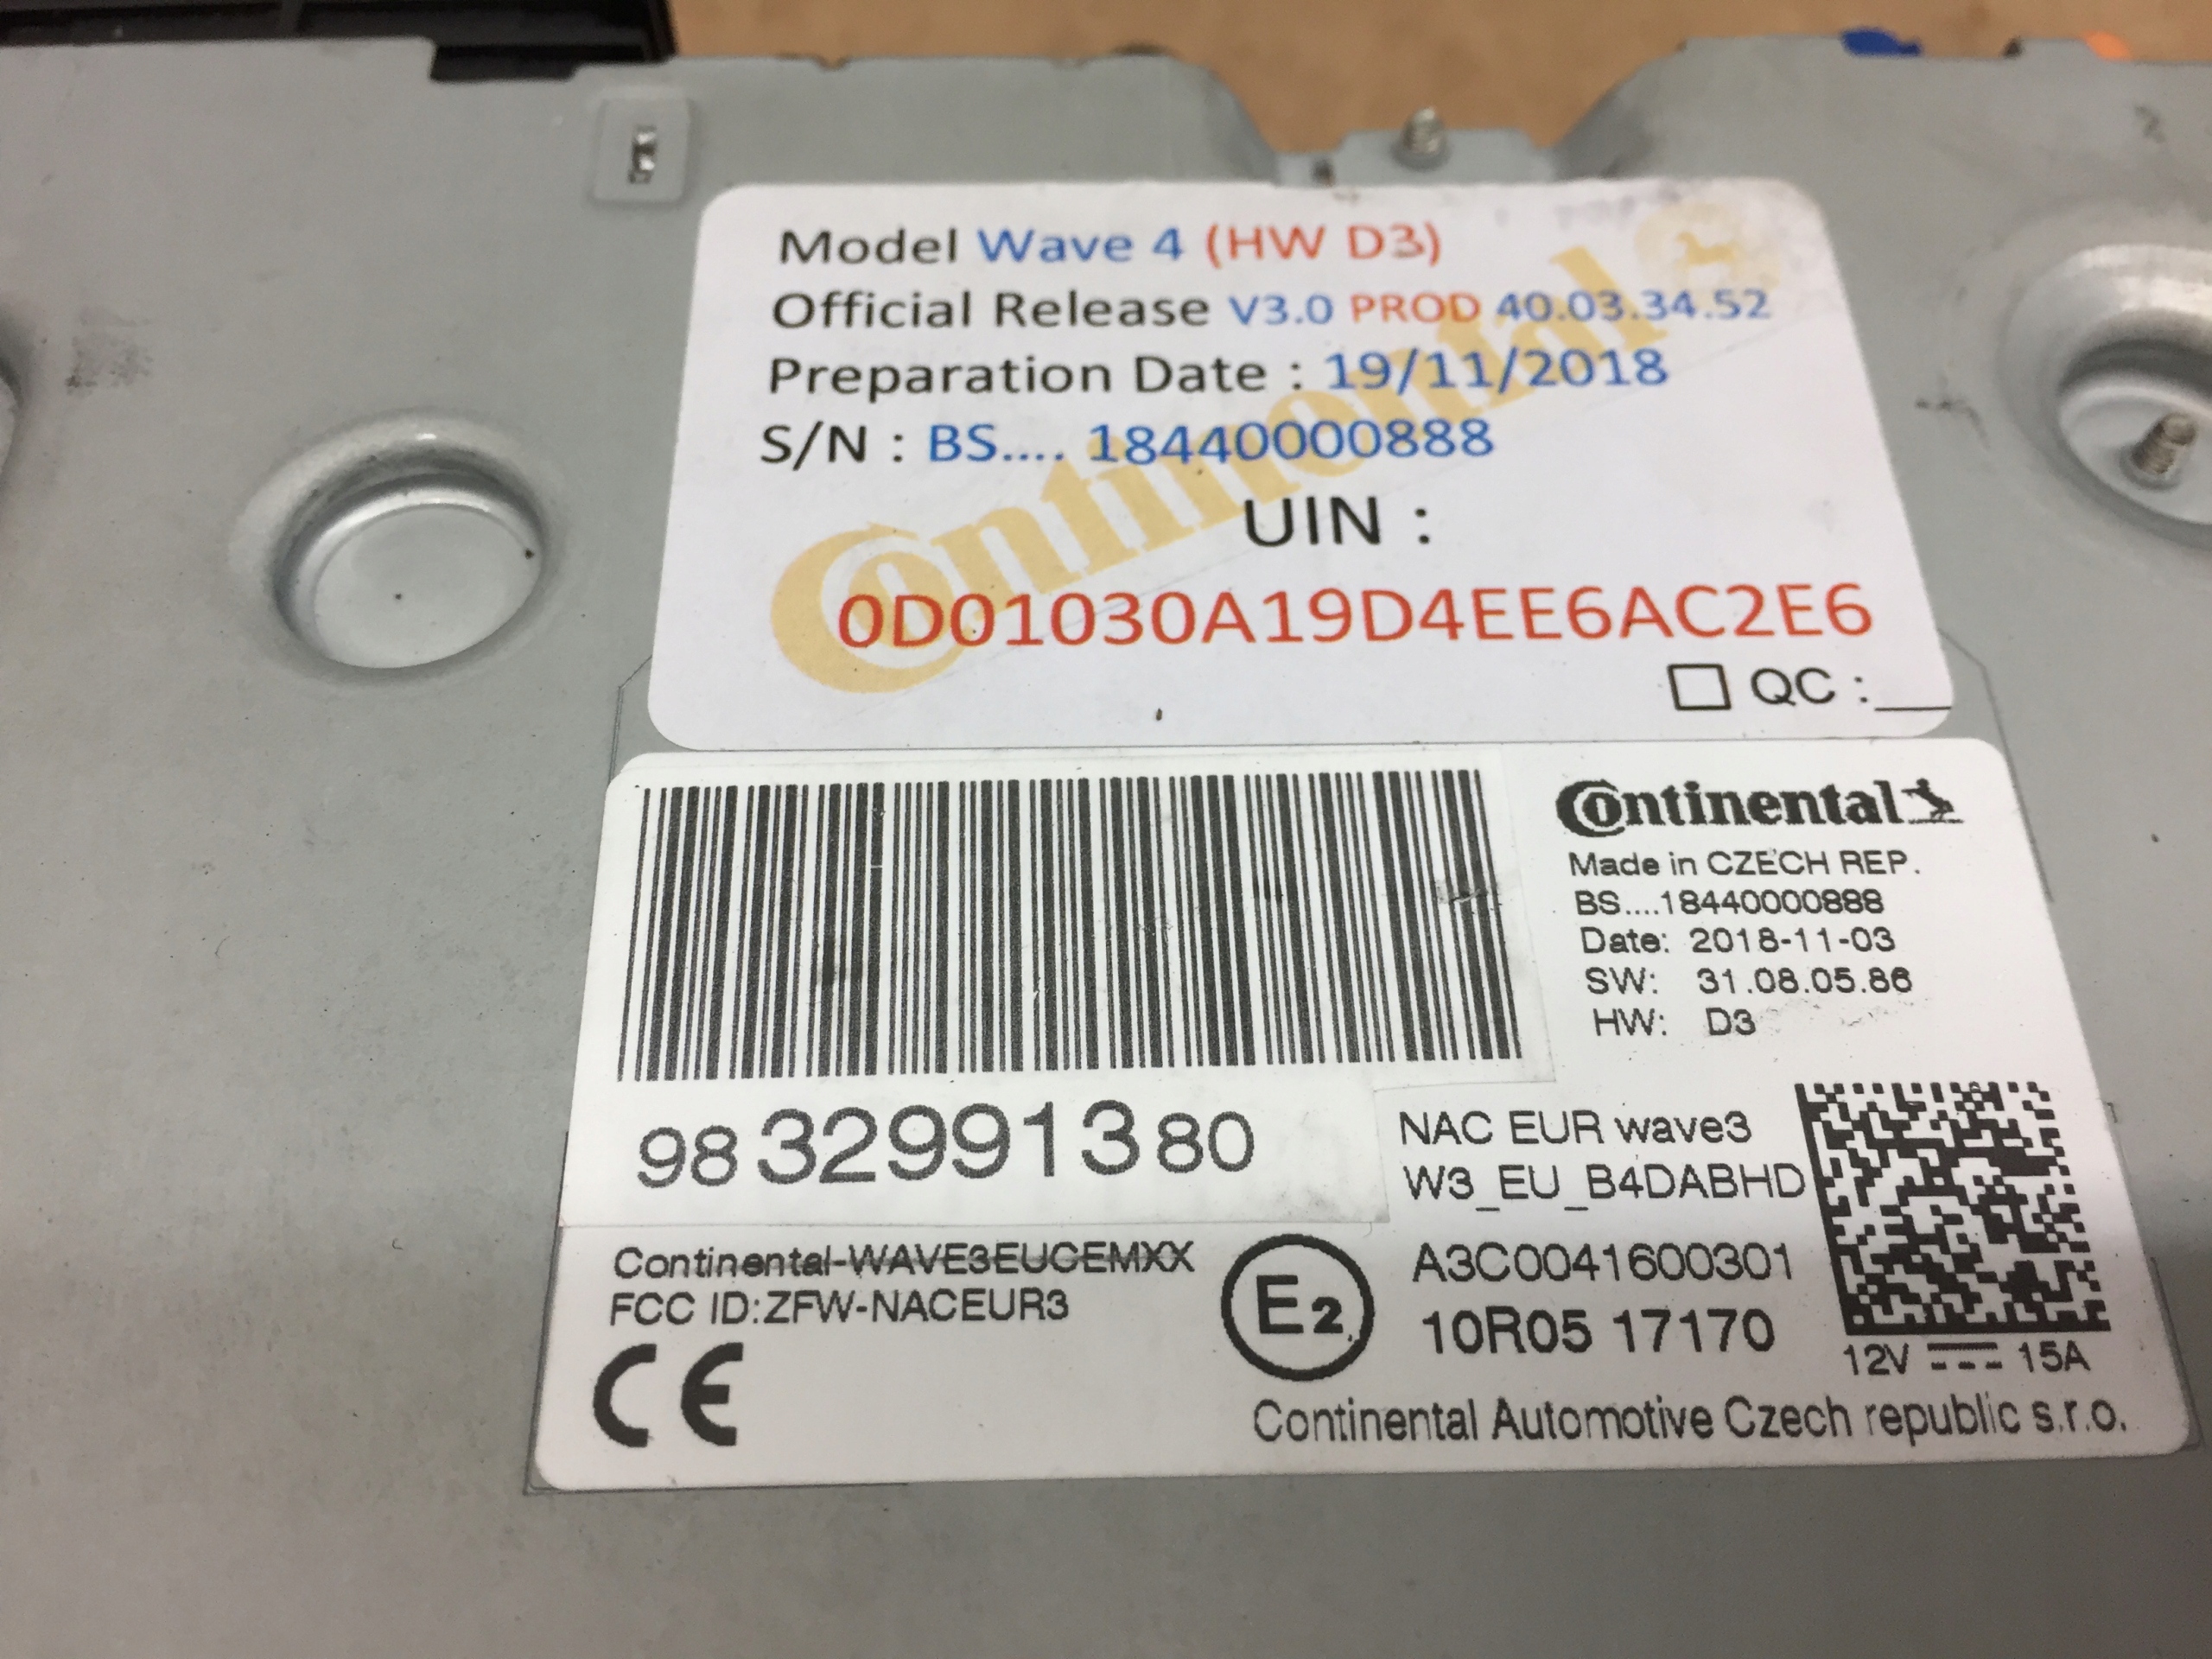 Model Wave 4 (HW D3)
Official Release V3.0 PROD 40.03.34.52
Preparation Date : 19/11/2018
S/N : BS.... 18440000888
Continental
UIN :
0D01030A19D4EE6AC2E6
QC :___
Continental
Made in CZECH REP.
BS....18440000888
Date: 2018-11-03
SW: 31.08.05.86
HW: D3
98 32991380
NAC EUR wave3
W3_EU_B4DABHD
Continental-WAVE3EUCEMXX
FCC ID:ZFW-NACEUR3
CE
E2
A3C0041600301
10R05 17170
12V 15A
Continental Automotive Czech republic s.r.o.
2